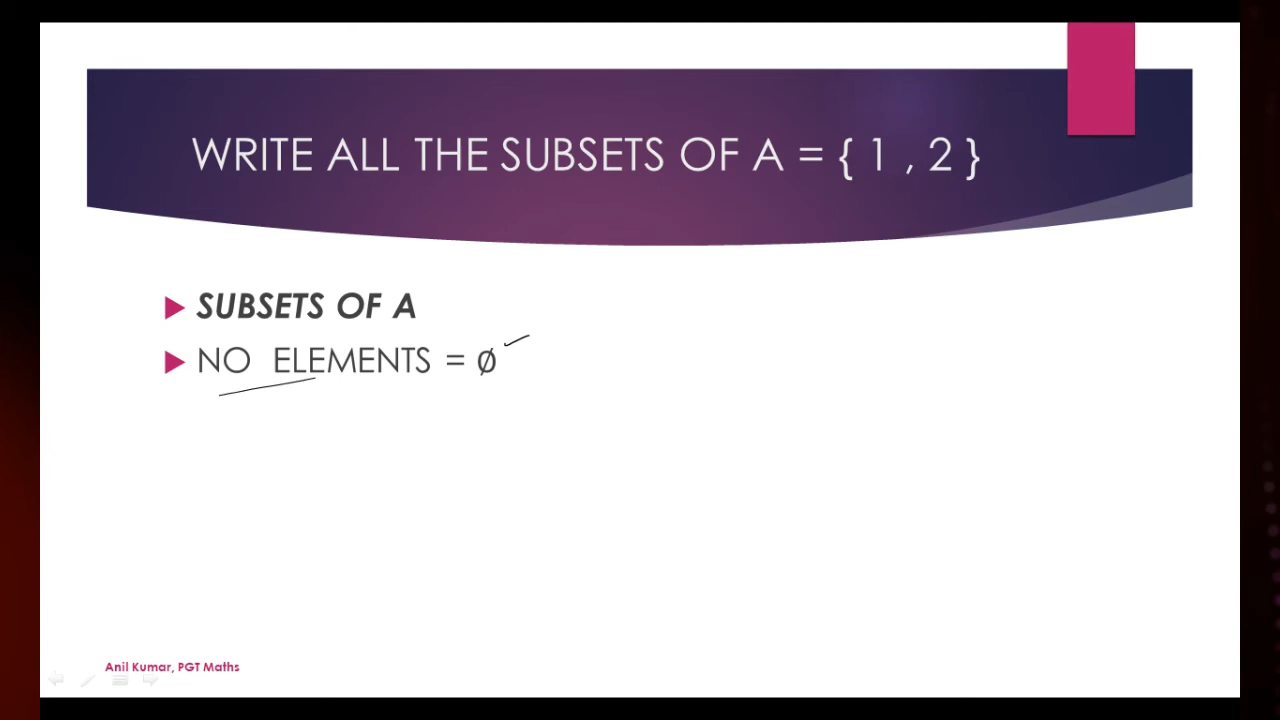 WRITE ALL THE SUBSETS OF A = { 1 , 2 }
SUBSETS OF A
NO ELEMENTS = ∅
Anil Kumar, PGT Maths